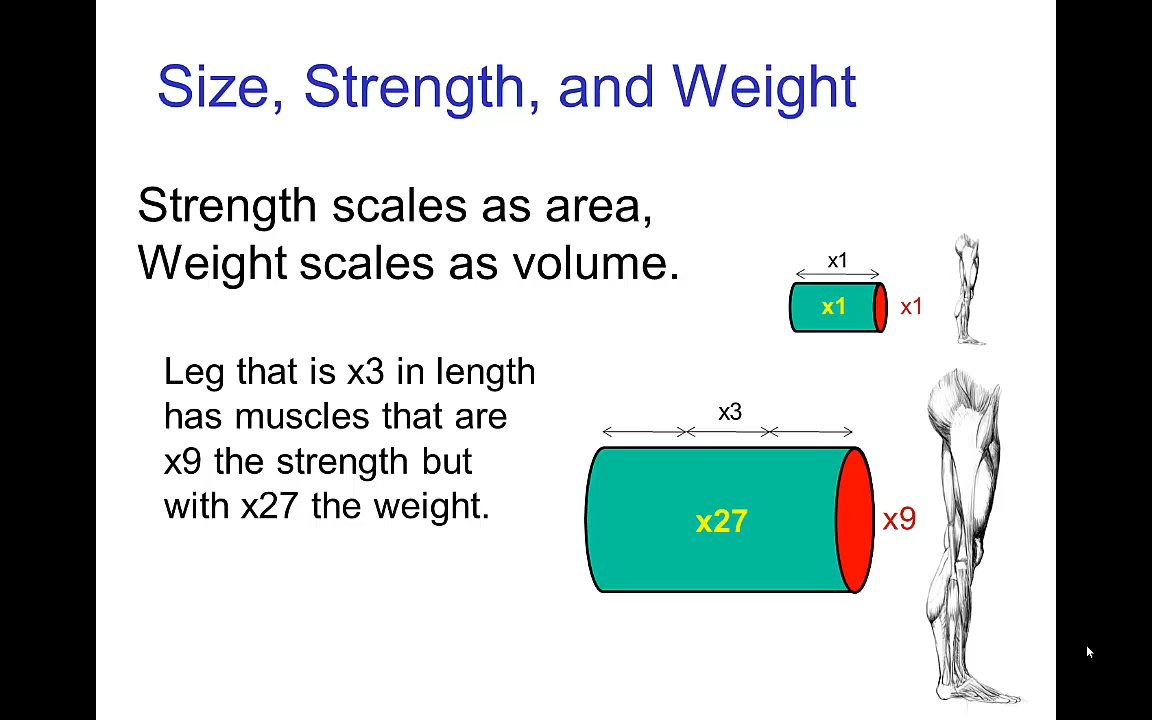 Size, Strength, and Weight
Strength scales as area,
Weight scales as volume.
x1
x1
x1
Leg that is x3 in length
has muscles that are
x9 the strength but
with x27 the weight.
x3
x27
x9